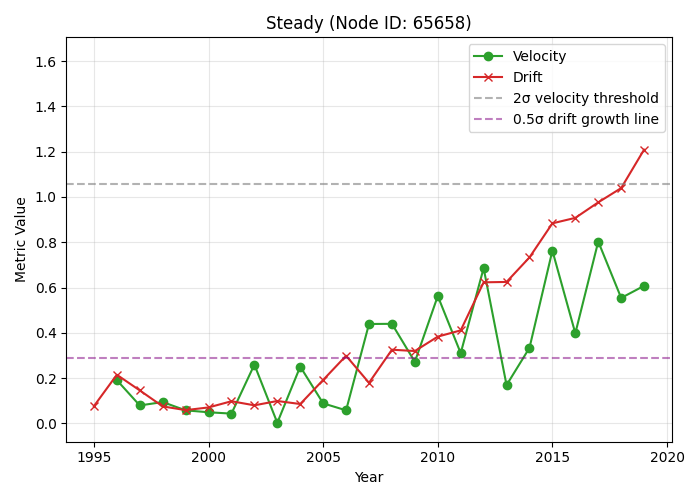 Steady (Node ID: 65658)
Velocity
Drift
2σ velocity threshold
0.5σ drift growth line
Metric Value
1.6
1.4
1.2
1.0
0.8
0.6
0.4
0.2
0.0
1995
2000
2005
2010
2015
2020
Year